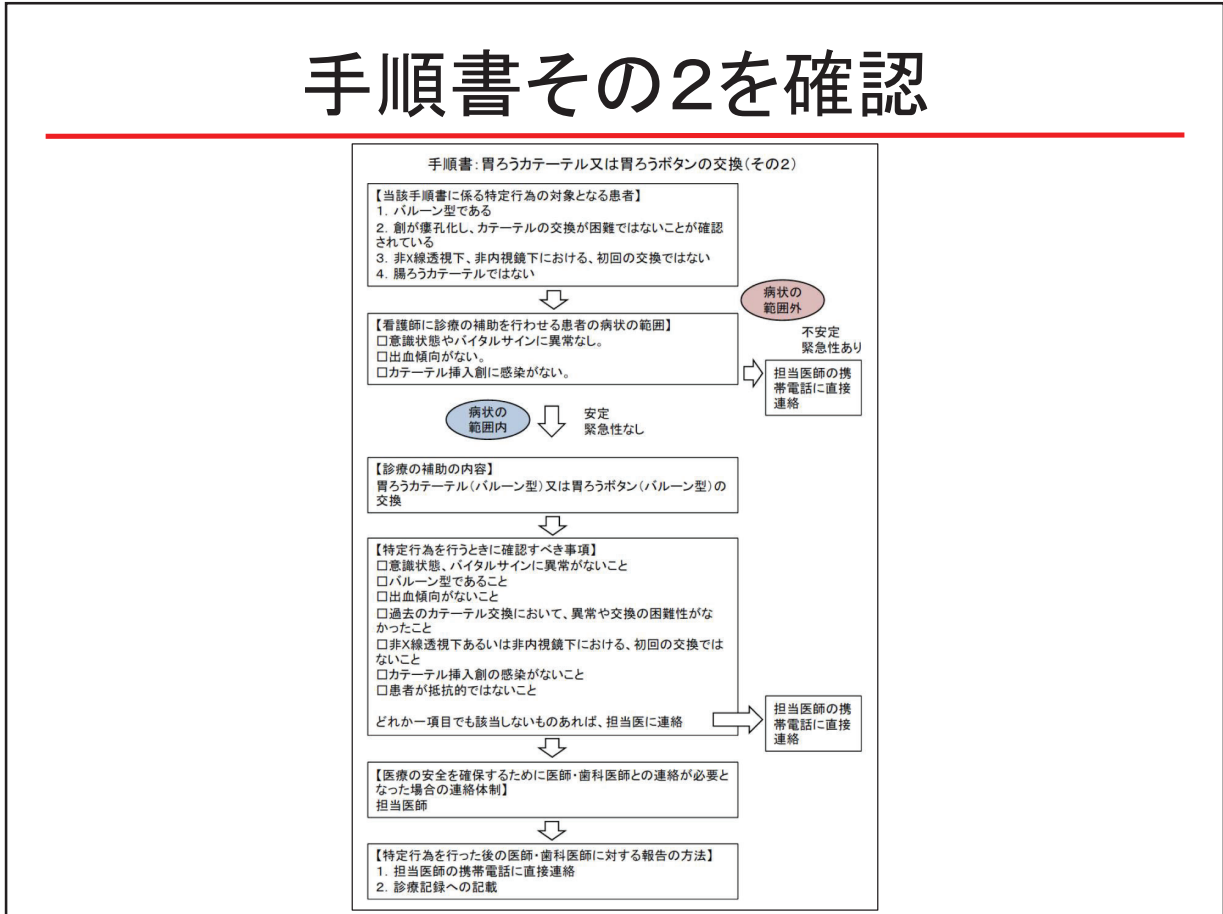 手順書その２を確認
手順書：胃ろうカテーテル又は胃ろうボタンの交換（その２）
【当該手順書に係る特定行為の対象となる患者】
１．バルーン型である
２．創が瘻孔化し、カテーテルの交換が困難ではないことが確認
されている
３．非X線透視下、非内視鏡下における、初回の交換ではない
４．腸ろうカテーテルではない
病状の
範囲外
【看護師に診療の補助を行わせる患者の病状の範囲】
□意識状態やバイタルサインに異常なし。
□出血傾向がない。
□カテーテル挿入創に感染がない。
不安定
緊急性あり
担当医師の携
帯電話に直接
連絡
病状の
範囲内
安定
緊急性なし
【診療の補助の内容】
胃ろうカテーテル（バルーン型）又は胃ろうボタン（バルーン型）の
交換
【特定行為を行うときに確認すべき事項】
□意識状態、バイタルサインに異常がないこと
□バルーン型であること
□出血傾向がないこと
□過去のカテーテル交換において、異常や交換の困難性がな
かったこと
□非X線透視下あるいは非内視鏡下における、初回の交換では
ないこと
□カテーテル挿入創の感染がないこと
□患者が抵抗的ではないこと
どれか一項目でも該当しないものあれば、担当医に連絡
担当医師の携
帯電話に直接
連絡
【医療の安全を確保するために医師・歯科医師との連絡が必要と
なった場合の連絡体制】
担当医師
【特定行為を行った後の医師・歯科医師に対する報告の方法】
１．担当医師の携帯電話に直接連絡
２．診療記録への記載